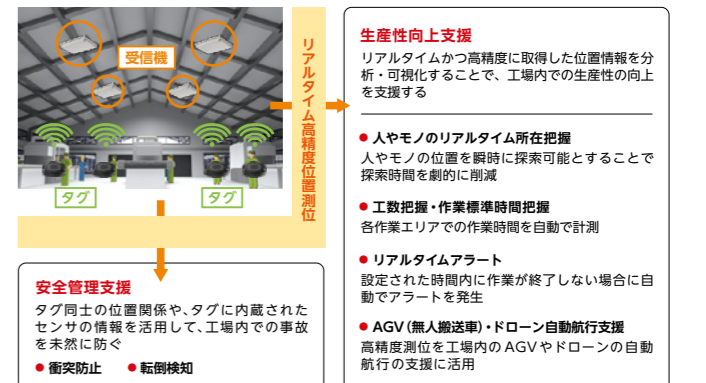 受信機
タグ
タグ
リアルタイム高精度位置測位
生産性向上支援
リアルタイムかつ高精度に取得した位置情報を分
析・可視化することで、工場内での生産性の向上
を支援する
● 人やモノのリアルタイム所在把握
人やモノの位置を瞬時に探索可能とすることで
探索時間を劇的に削減
● 工数把握・作業標準時間把握
各作業エリアでの作業時間を自動で計測
● リアルタイムアラート
設定された時間内に作業が終了しない場合に自
動でアラートを発生
● AGV（無人搬送車）・ドローン自動航行支援
高精度測位を工場内のAGVやドローンの自動
航行の支援に活用
安全管理支援
タグ同士の位置関係や、タグに内蔵された
センサの情報を活用して、工場内での事故
を未然に防ぐ
● 衝突防止 ● 転倒検知